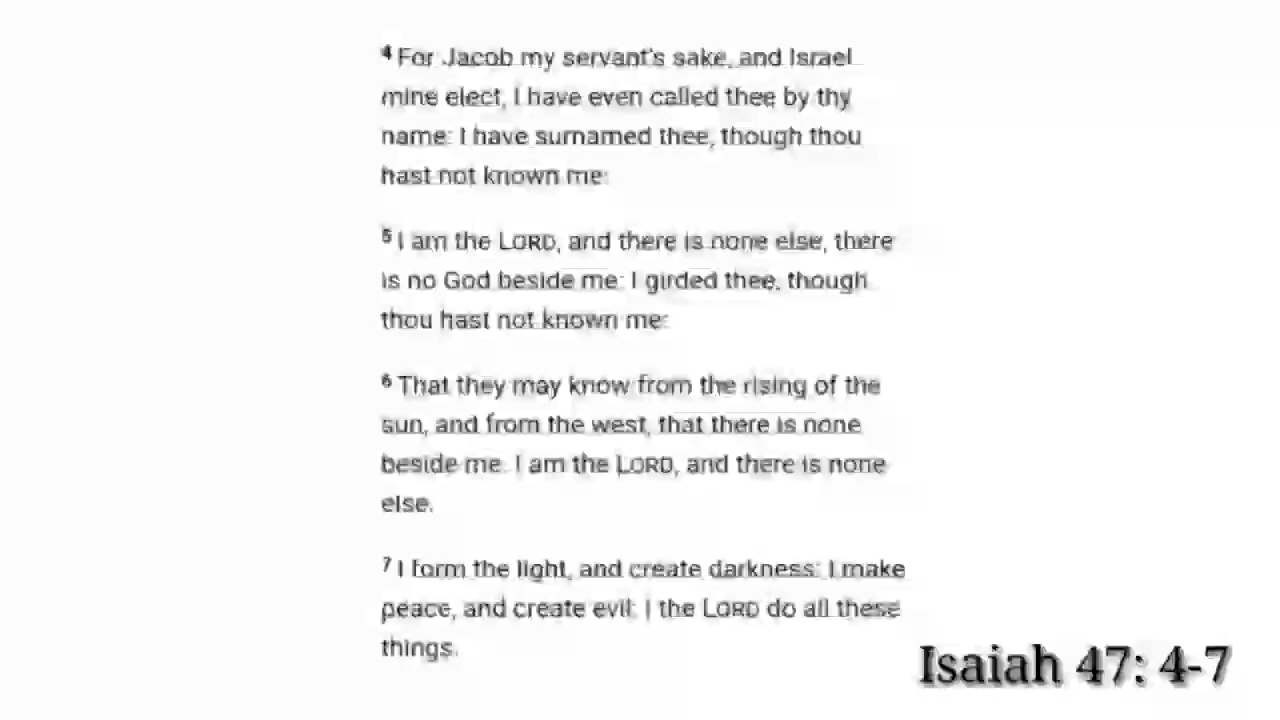 4 For Jacob my servant's sake, and Israel
mine elect, I have even called thee by thy
name: I have surnamed thee, though thou
hast not known me:
5 I am the LORD, and there is none else, there
is no God beside me: I girded thee, though
thou hast not known me:
6 That they may know from the rising of the
sun, and from the west, that there is none
beside me. I am the LORD, and there is none
else.
7 I form the light, and create darkness: I make
peace, and create evil: I the LORD do all these
things.
Isaiah 47: 4-7